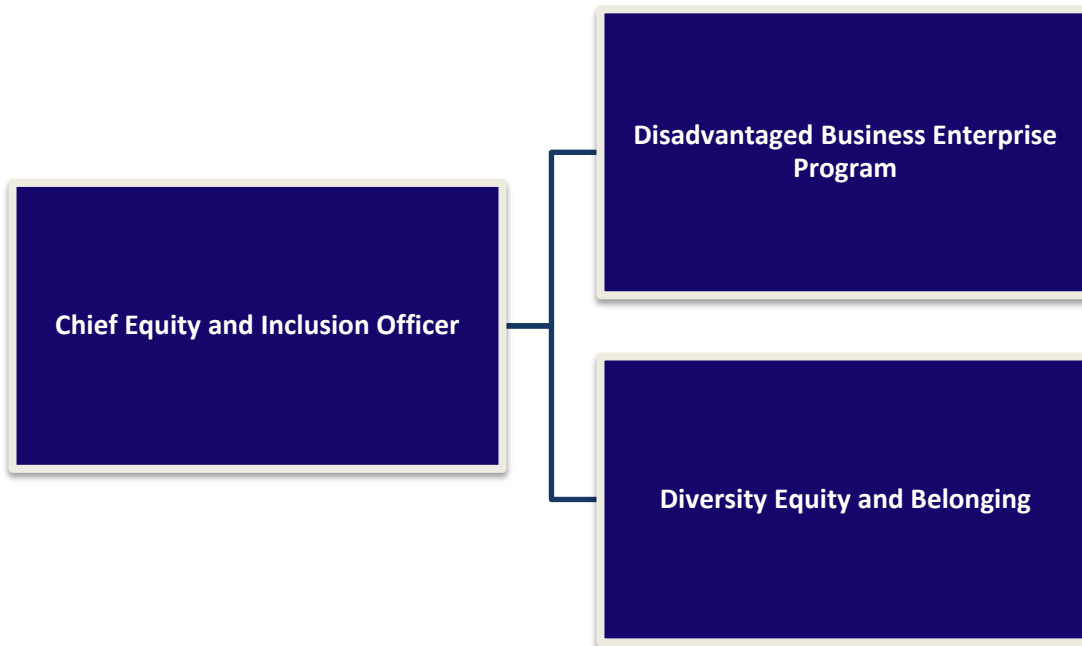 Disadvantaged Business Enterprise
Program
Chief Equity and Inclusion Officer
Diversity Equity and Belonging